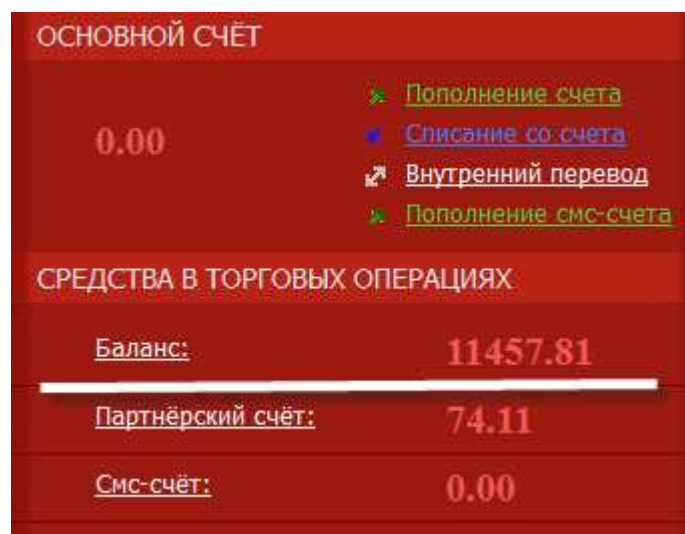 ОСНОВНОЙ СЧЁТ
0.00
Пополнение счета
Списание со счета
Внутренний перевод
Пополнение смс-счета
СРЕДСТВА В ТОРГОВЫХ ОПЕРАЦИЯХ
Баланс: 11457.81
Партнёрский счёт: 74.11
Смс-счёт: 0.00